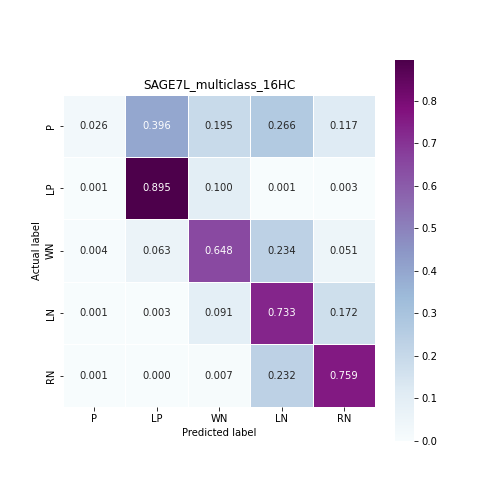 SAGE7L_multiclass_16HC
Actual label
P 0.026 0.396 0.195 0.266 0.117
LP 0.001 0.895 0.100 0.001 0.003
WN 0.004 0.063 0.648 0.234 0.051
LN 0.001 0.003 0.091 0.733 0.172
RN 0.001 0.000 0.007 0.232 0.759
P LP WN LN RN
Predicted label
0.8
0.7
0.6
0.5
0.4
0.3
0.2
0.1
0.0